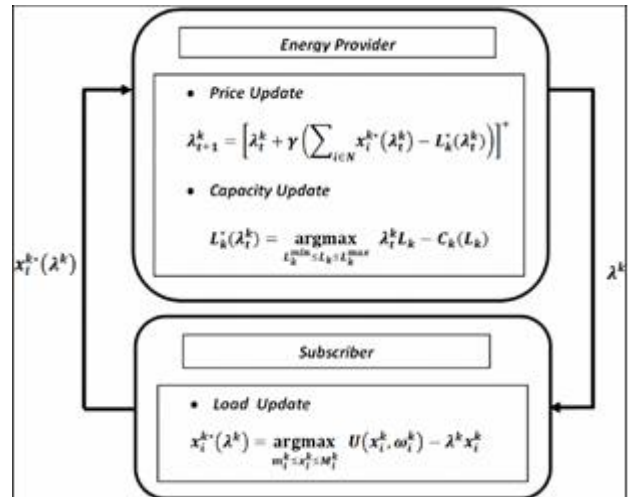 Energy Provider
• Price Update
λ_{t+1}^k = [λ_t^k + γ(∑_{i∈N} x_i^{k*}(λ_t^k) − L_k^*(λ_t^k))]^+
• Capacity Update
L_k^*(λ_t^k) = argmax_{L_k^{min}≤L_k≤L_k^{max}} λ_t^k L_k − C_k(L_k)
x_i^{k*}(λ^k)
λ^k
Subscriber
• Load Update
x_i^{k*}(λ^k) = argmax_{m_i^k≤x_i^k≤M_i^k} U(x_i^k, ω_i^k) − λ^k x_i^k